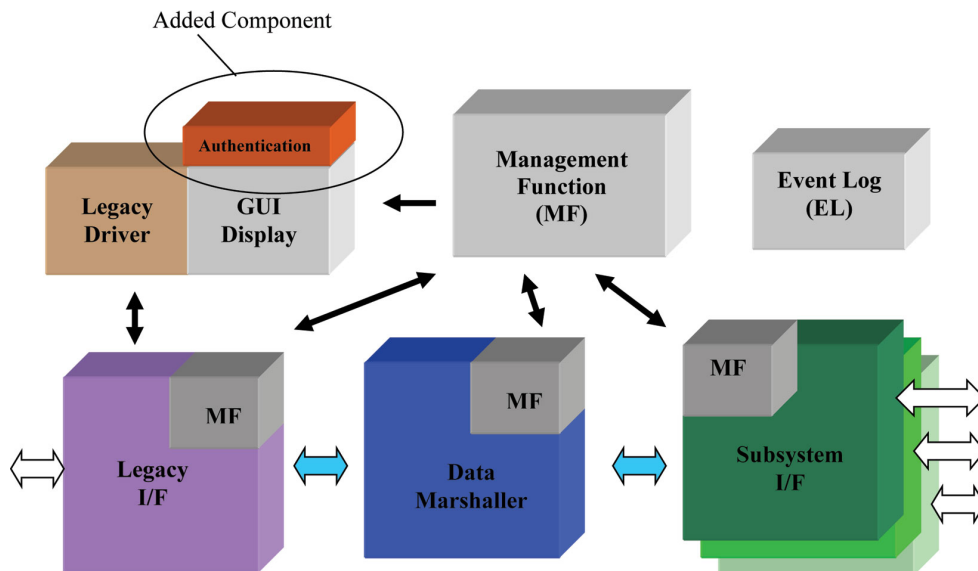 Added Component
Authentication
Legacy
Driver
GUI
Display
Management
Function
(MF)
Event Log
(EL)
MF
Legacy
I/F
MF
Data
Marshaller
MF
Subsystem
I/F